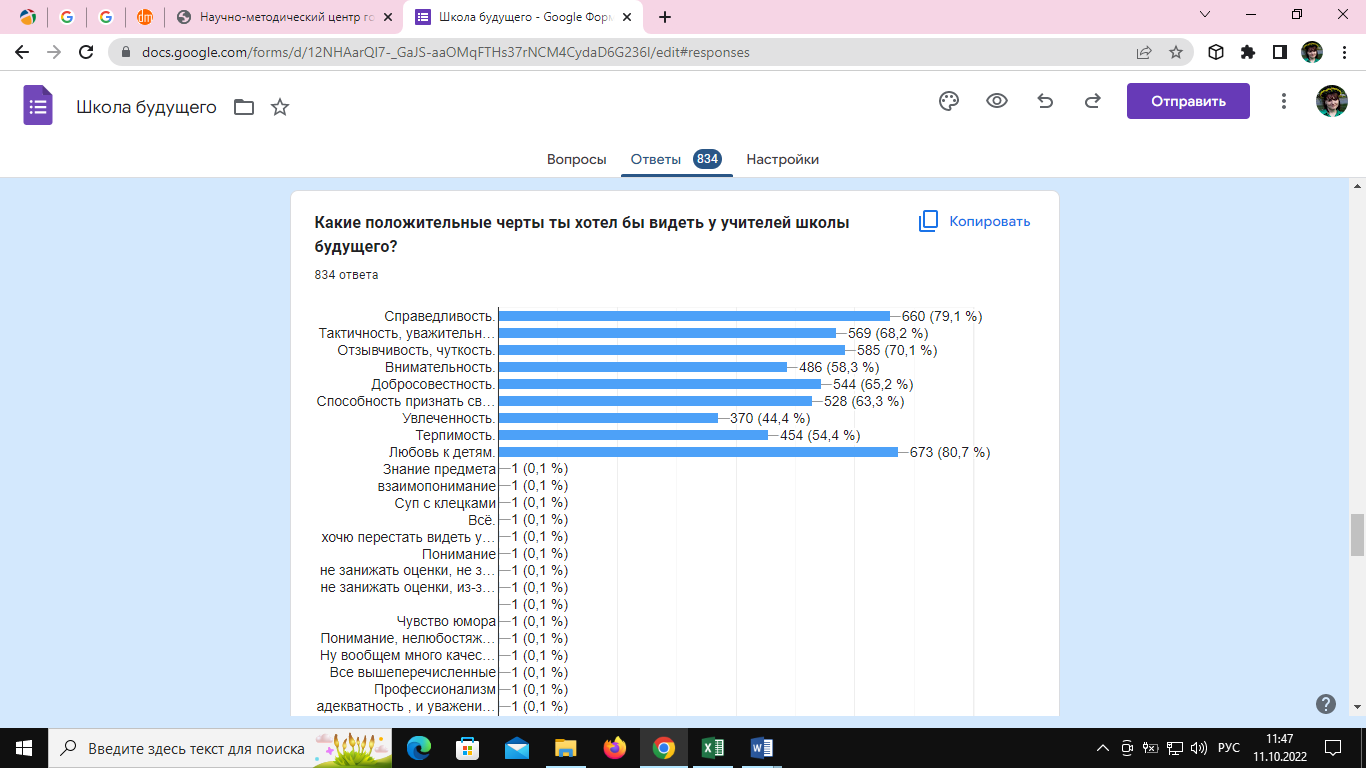 Научно-методический центр го
Школа будущего - Google Фор
docs.google.com/forms/d/12NHAarQI7-_GaJS-aaOMqFTHs37rNCM4CydaD6G236I/edit#responses
Школа будущего
Отправить
Вопросы Ответы 834 Настройки
Какие положительные черты ты хотел бы видеть у учителей школы
будущего?
Копировать
834 ответа
Справедливость. 660 (79,1 %)
Тактичность, уважительн… 569 (68,2 %)
Отзывчивость, чуткость. 585 (70,1 %)
Внимательность. 486 (58,3 %)
Добросовестность. 544 (65,2 %)
Способность признать св… 528 (63,3 %)
Увлеченность. 370 (44,4 %)
Терпимость. 454 (54,4 %)
Любовь к детям. 673 (80,7 %)
Знание предмета 1 (0,1 %)
взаимопонимание 1 (0,1 %)
Суп с клецками 1 (0,1 %)
Всё. 1 (0,1 %)
хочю перестать видеть у… 1 (0,1 %)
Понимание 1 (0,1 %)
не занижать оценки, не з… 1 (0,1 %)
не занижать оценки, из-з… 1 (0,1 %)
1 (0,1 %)
Чувство юмора 1 (0,1 %)
Понимание, нелюбостяж… 1 (0,1 %)
Ну вообщем много качес… 1 (0,1 %)
Все вышеперечисленные 1 (0,1 %)
Профессионализм 1 (0,1 %)
адекватность , и уважени… 1 (0,1 %)
Введите здесь текст для поиска
РУС
11:47
11.10.2022